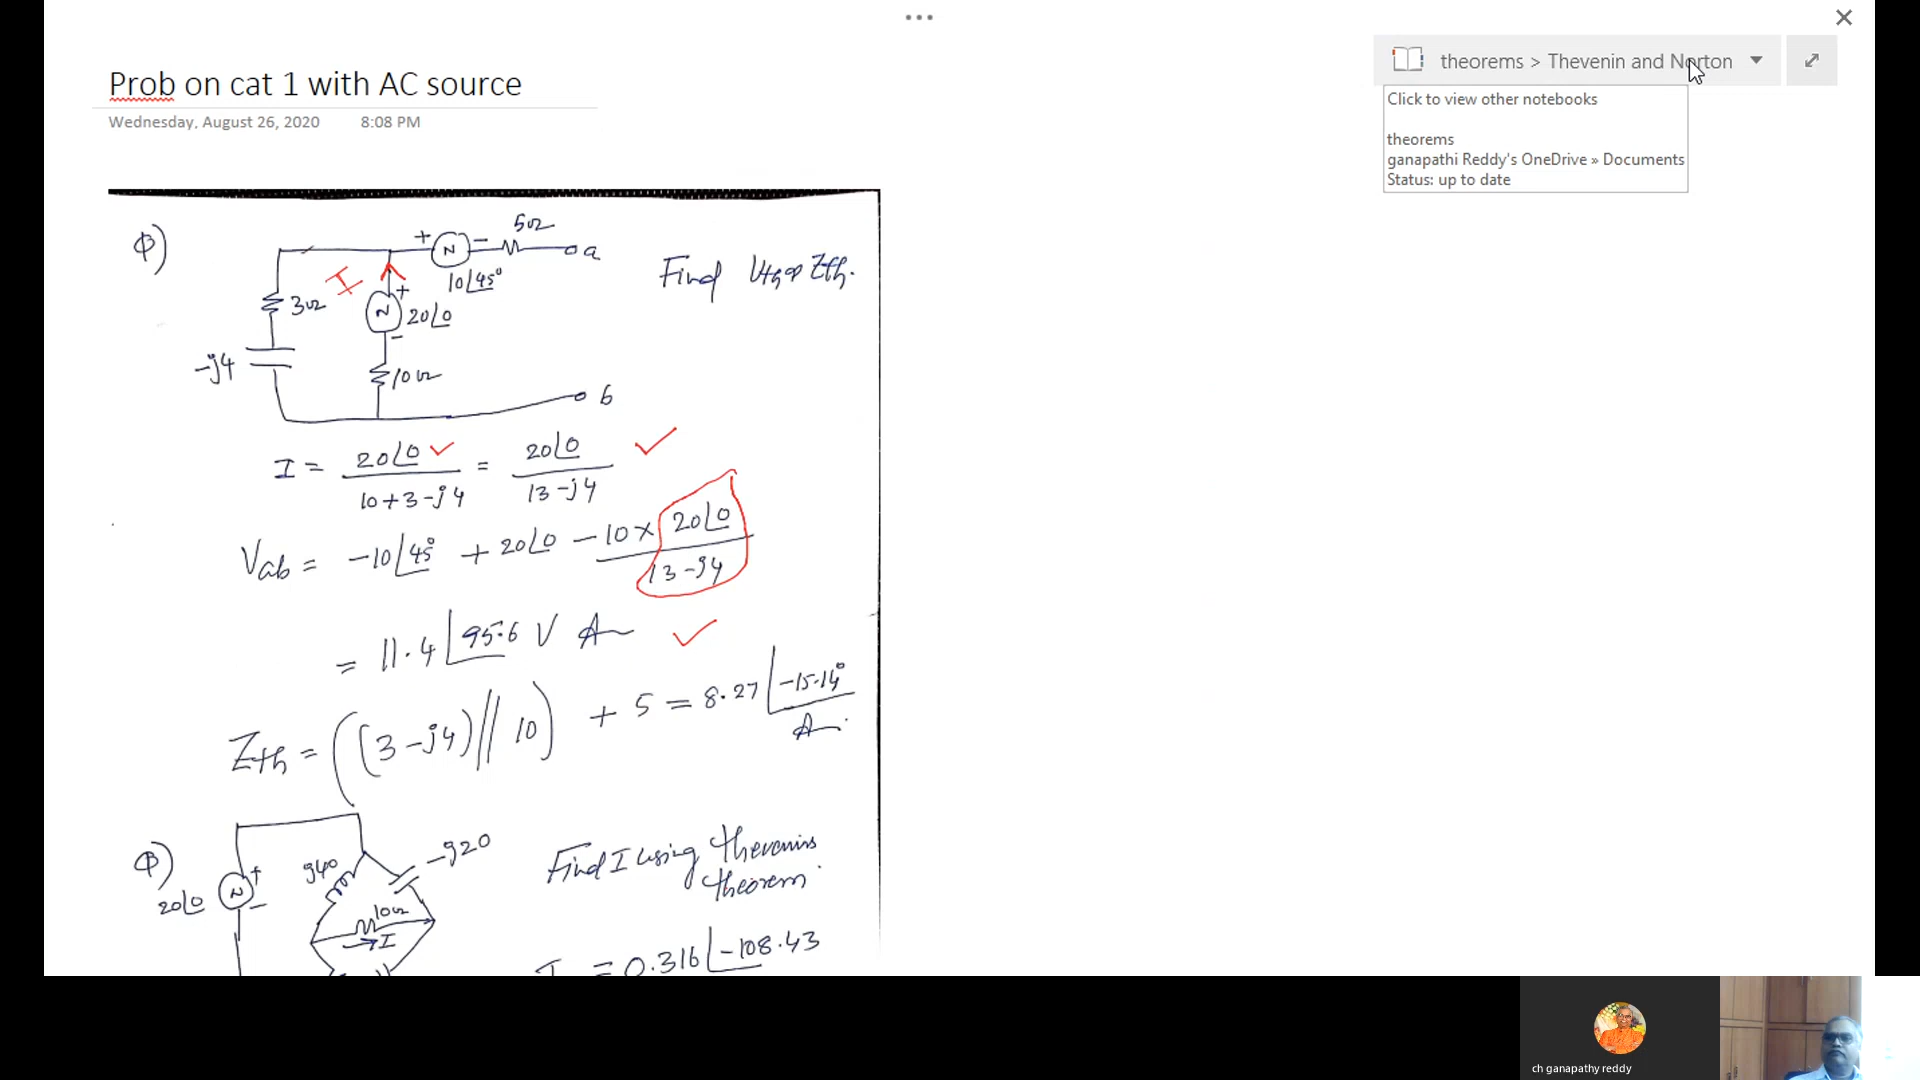 theorems > Thevenin and Norton
Prob on cat 1 with AC source
Click to view other notebooks
Wednesday, August 26, 2020 8:08 PM
theorems
ganapathi Reddy's OneDrive » Documents
Status: up to date
Φ)
5Ω
+ N − a
I 10∠45°
Find Vth & Zth.
3Ω + N 20∠0
−
-j4 10Ω
b
I = 20∠0 / 10+3-j4 = 20∠0 / 13-j4
Vab = -10∠45° + 20∠0 - 10 x 20∠0 / 13-j4
= 11.4∠95.6 V
Zth = ((3-j4) // 10) + 5 = 8.27∠-15.14°
Φ)
j40 -j20
Find I using Thevenins theorem
20∠0 N + −
10Ω
I
= 0.316∠-108.43
ch ganapathy reddy